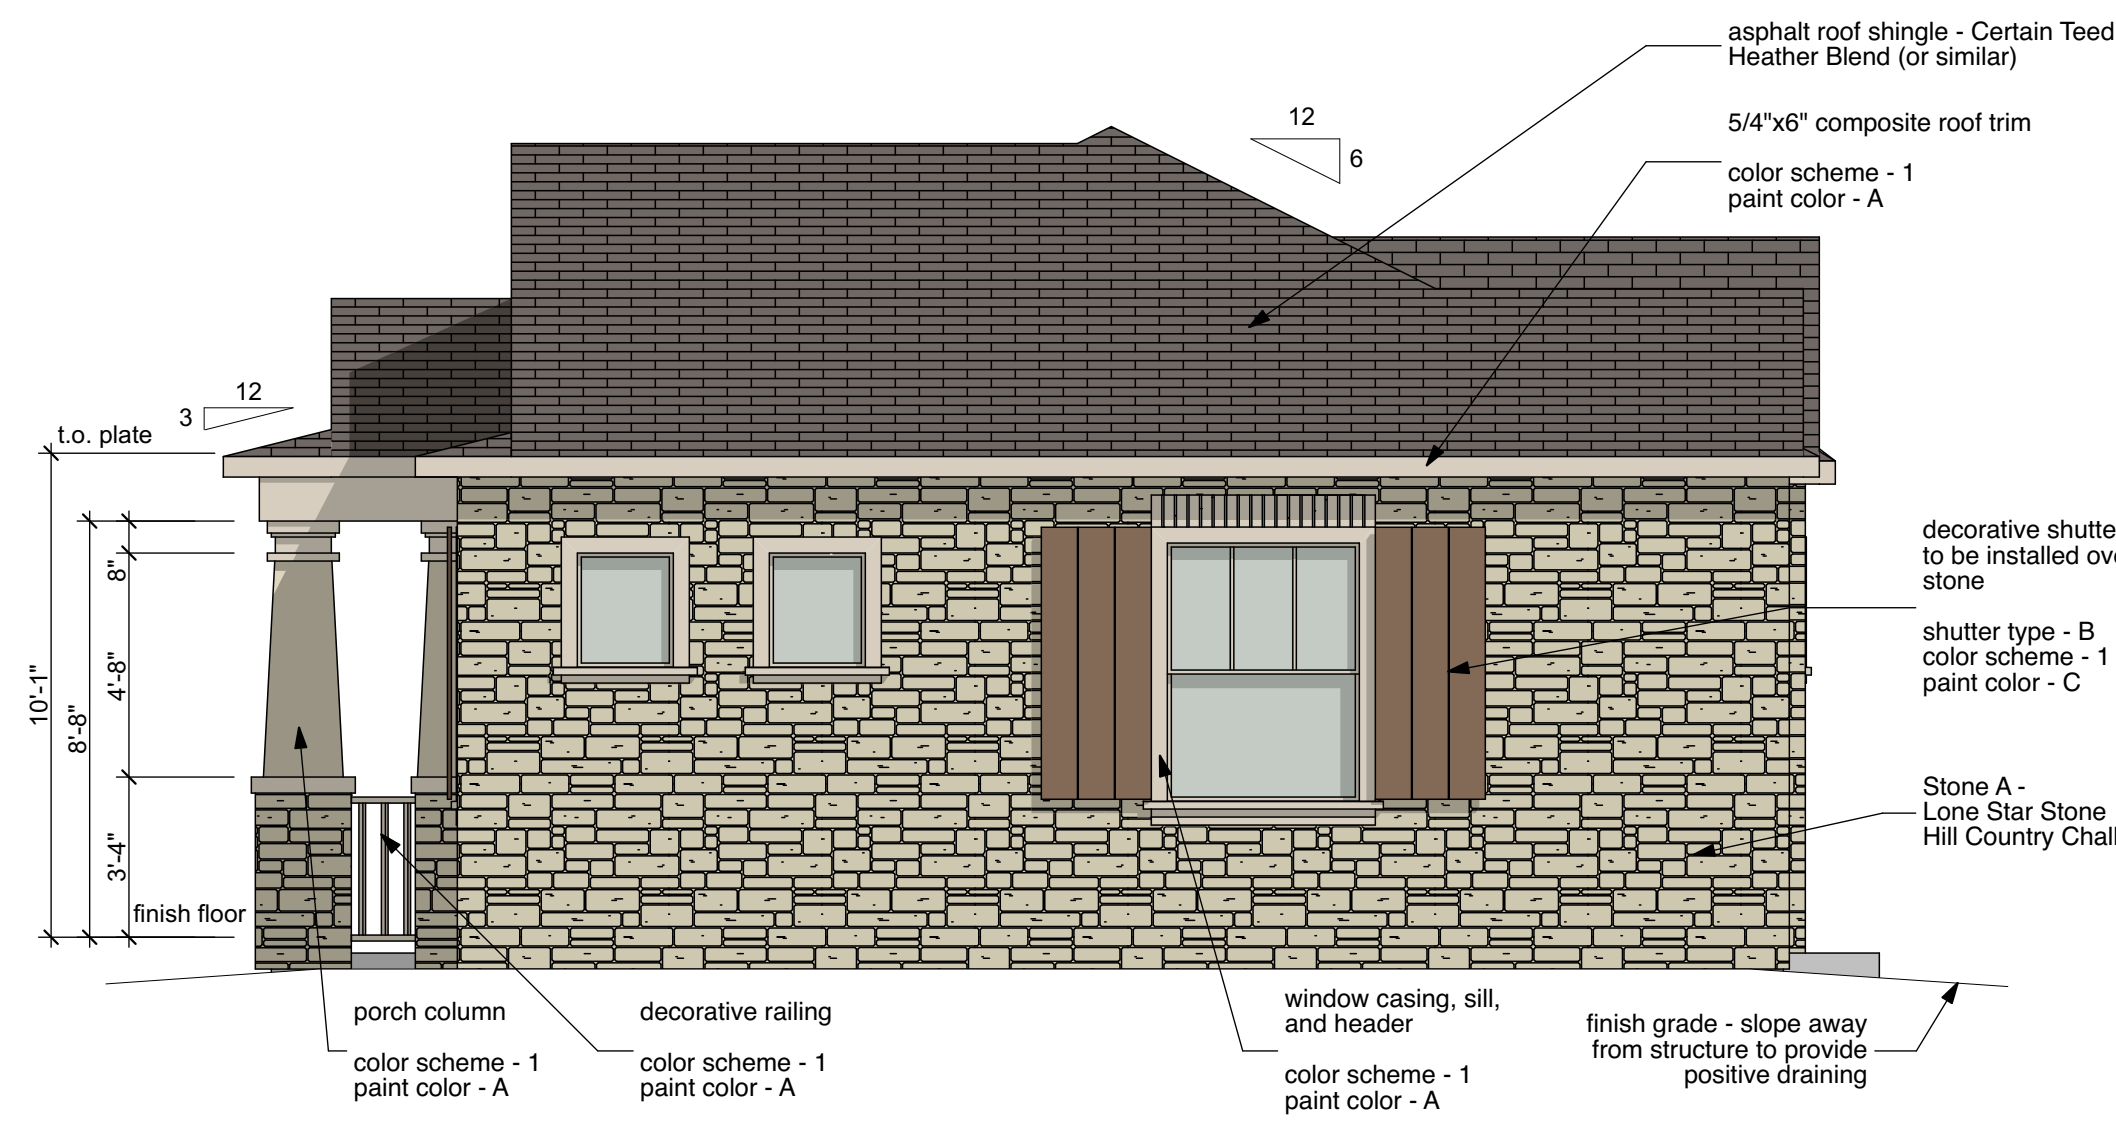 asphalt roof shingle - Certain Teed
Heather Blend (or similar)
12
6
5/4"x6" composite roof trim
color scheme - 1
paint color - A
12
3
t.o. plate
8"
4'-8"
10'-1"
8'-8"
3'-4"
finish floor
decorative shutte
to be installed ov
stone
shutter type - B
color scheme - 1
paint color - C
Stone A -
Lone Star Stone
Hill Country Chal
porch column
color scheme - 1
paint color - A
decorative railing
color scheme - 1
paint color - A
window casing, sill,
and header
color scheme - 1
paint color - A
finish grade - slope away
from structure to provide
positive draining